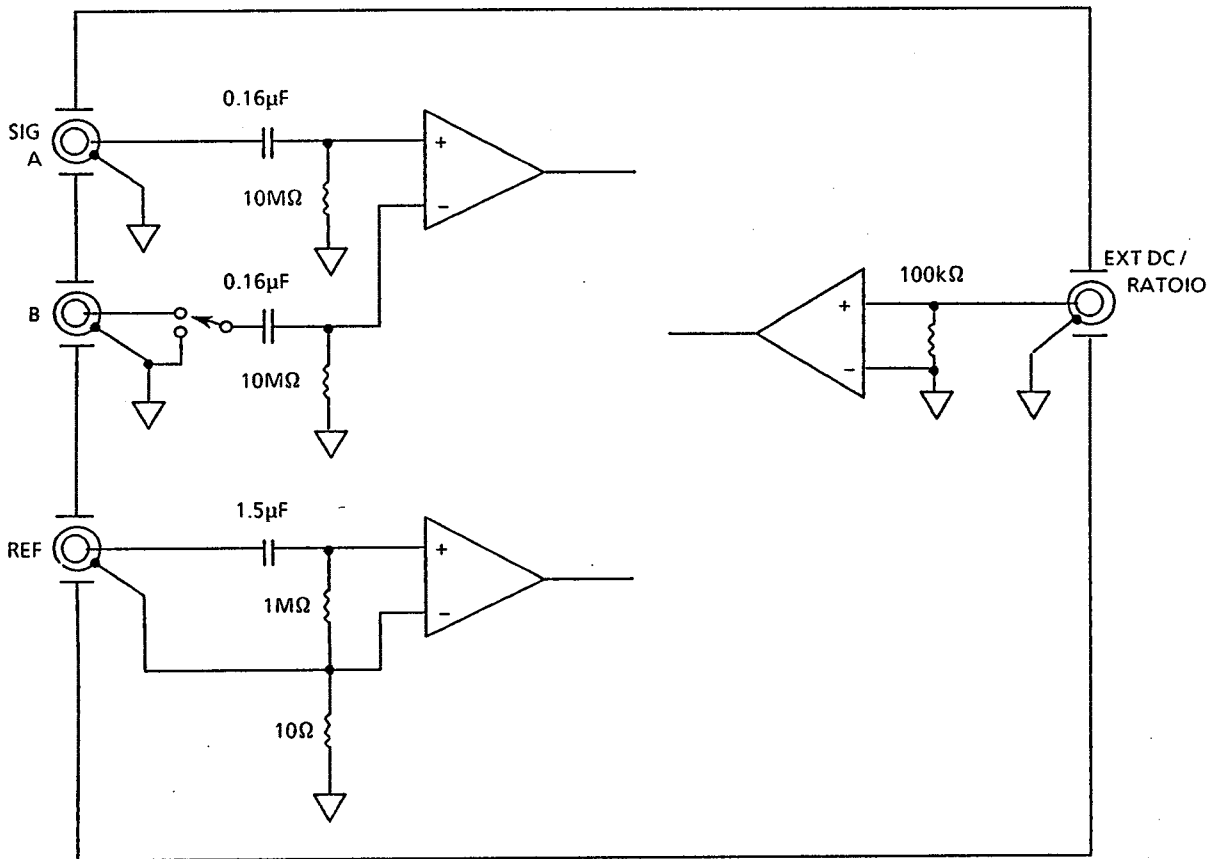 SIG
A
0.16µF
+
10MΩ
−
B
0.16µF
10MΩ
EXT DC /
RATOIO
100kΩ
+
−
REF
1.5µF
+
1MΩ
−
10Ω